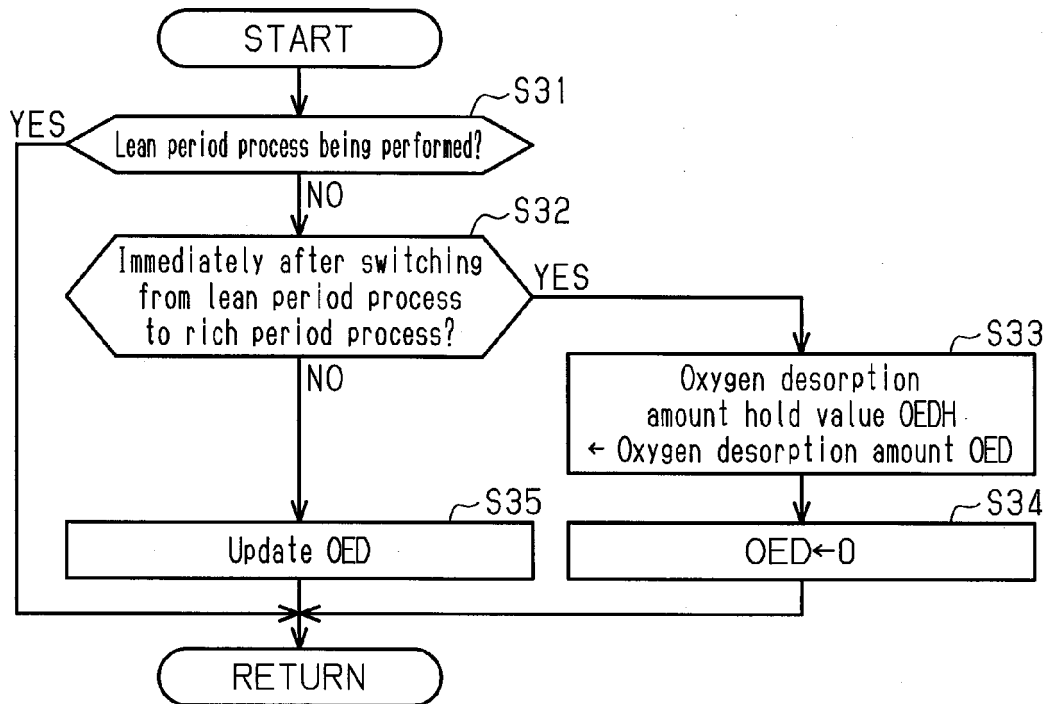 START
S31
YES
Lean period process being performed?
NO
S32
Immediately after switching
from lean period process
to rich period process?
YES
NO
S33
Oxygen desorption
amount hold value OEDH
← Oxygen desorption amount OED
S35
Update OED
S34
OED←0
RETURN